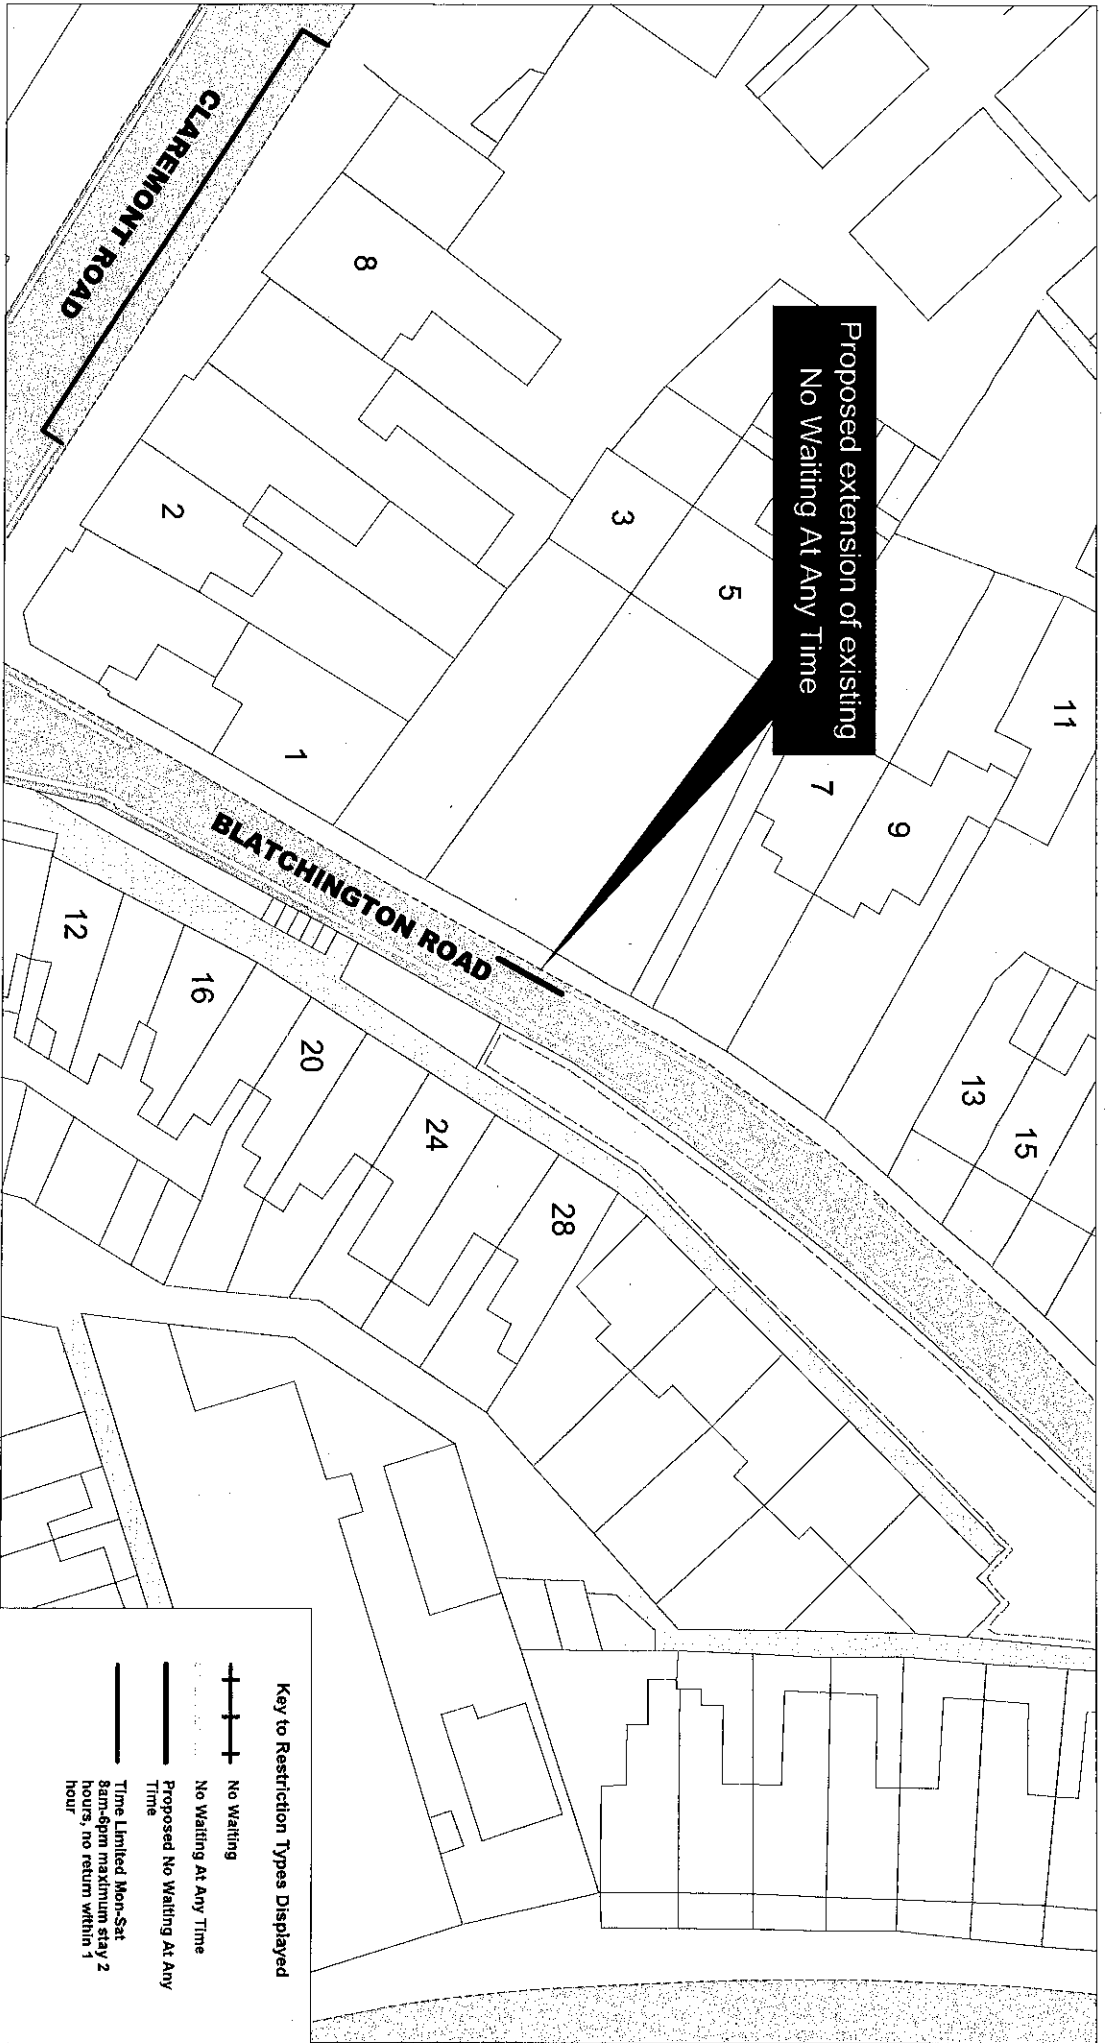 Proposed extension of existing
No Waiting At Any Time
CLAREMONT ROAD
BLATCHINGTON ROAD
11
9
7
5
3
8
2
1
13
15
12
16
20
24
28
Key to Restriction Types Displayed
No Waiting
No Waiting At Any Time
Proposed No Waiting At Any
Time
Time Limited Mon-Sat
8am-6pm maximum stay 2
hours, no return within 1
hour